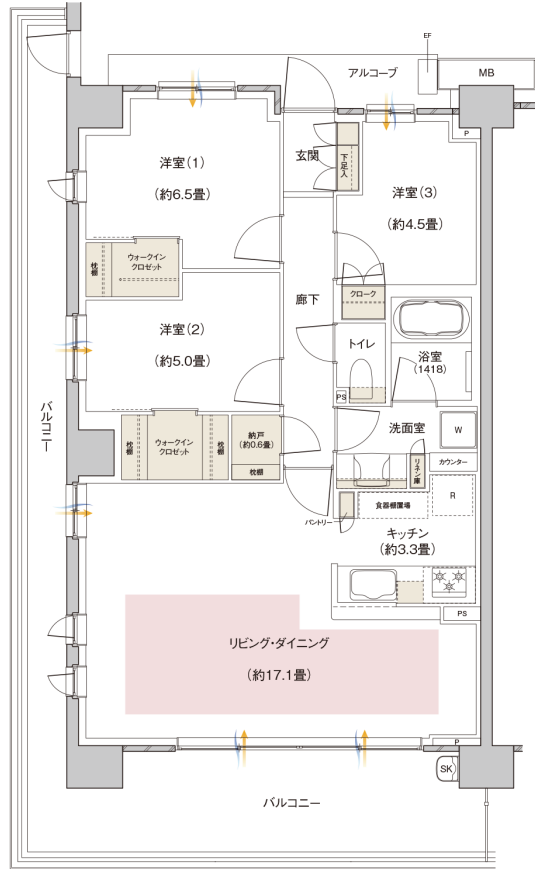 EF
アルコーブ
MB
P
玄関
下足入
洋室(1)
(約6.5畳)
洋室(3)
(約4.5畳)
枕棚
ウォークイン
クロゼット
クローク
廊下
洋室(2)
(約5.0畳)
トイレ
浴室
(1418)
PS
バルコニー
洗面室
W
枕棚
ウォークイン
クロゼット
枕棚
納戸
(約0.6畳)
枕棚
リネン庫
カウンター
R
食器棚置場
パントリー
キッチン
(約3.3畳)
PS
リビング・ダイニング
(約17.1畳)
P
SK
バルコニー